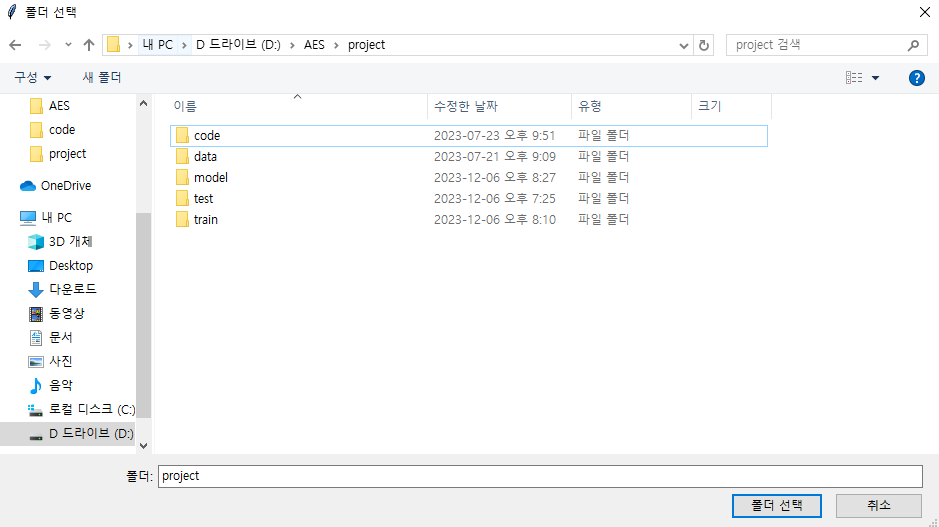 폴더 선택
내 PC > D 드라이브 (D:) > AES > project
project 검색
구성
새 폴더
AES
code
project
OneDrive
내 PC
3D 개체
Desktop
다운로드
동영상
문서
사진
음악
로컬 디스크 (C:)
D 드라이브 (D:)
이름 수정한 날짜 유형 크기
code 2023-07-23 오후 9:51 파일 폴더
data 2023-07-21 오후 9:09 파일 폴더
model 2023-12-06 오후 8:27 파일 폴더
test 2023-12-06 오후 7:25 파일 폴더
train 2023-12-06 오후 8:10 파일 폴더
폴더: project
폴더 선택 취소